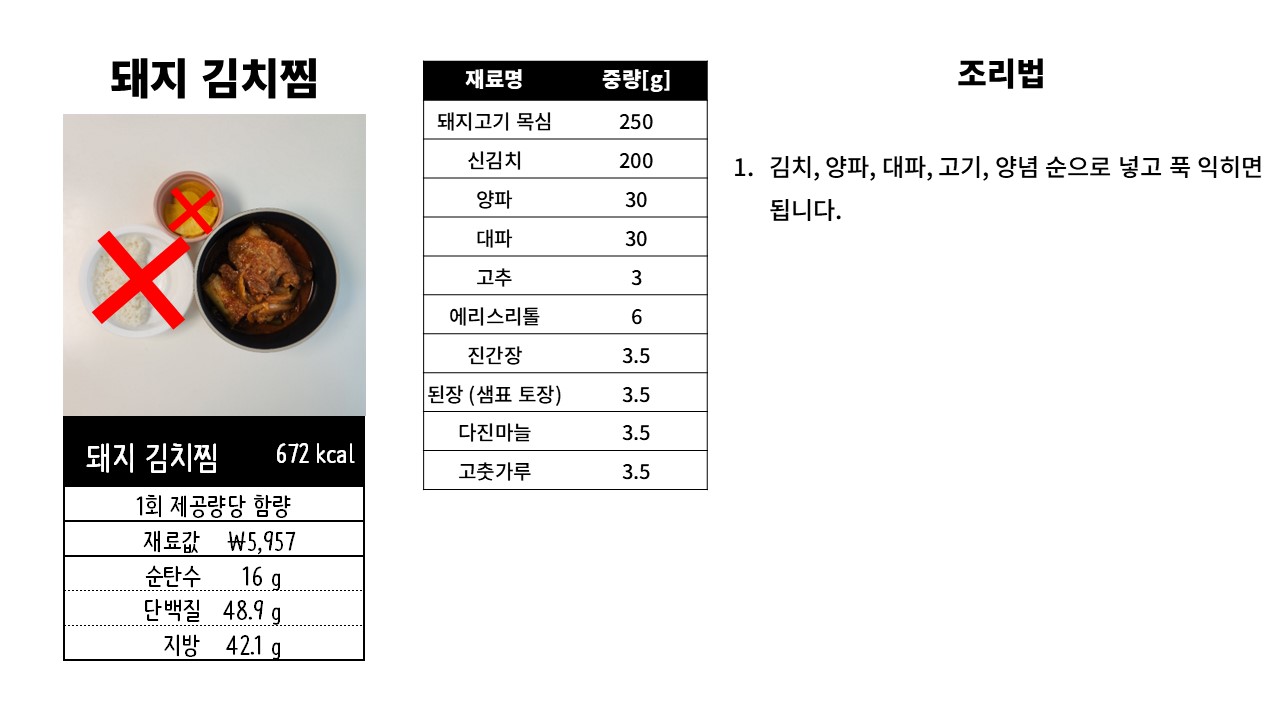 돼지 김치찜
돼지 김치찜 672 kcal
1회 제공량당 함량
재료값 ₩5,957
순탄수 16 g
단백질 48.9 g
지방 42.1 g
재료명 중량[g]
돼지고기 목심 250
신김치 200
양파 30
대파 30
고추 3
에리스리톨 6
진간장 3.5
된장 (샘표 토장) 3.5
다진마늘 3.5
고춧가루 3.5
조리법
1. 김치, 양파, 대파, 고기, 양념 순으로 넣고 푹 익히면
됩니다.